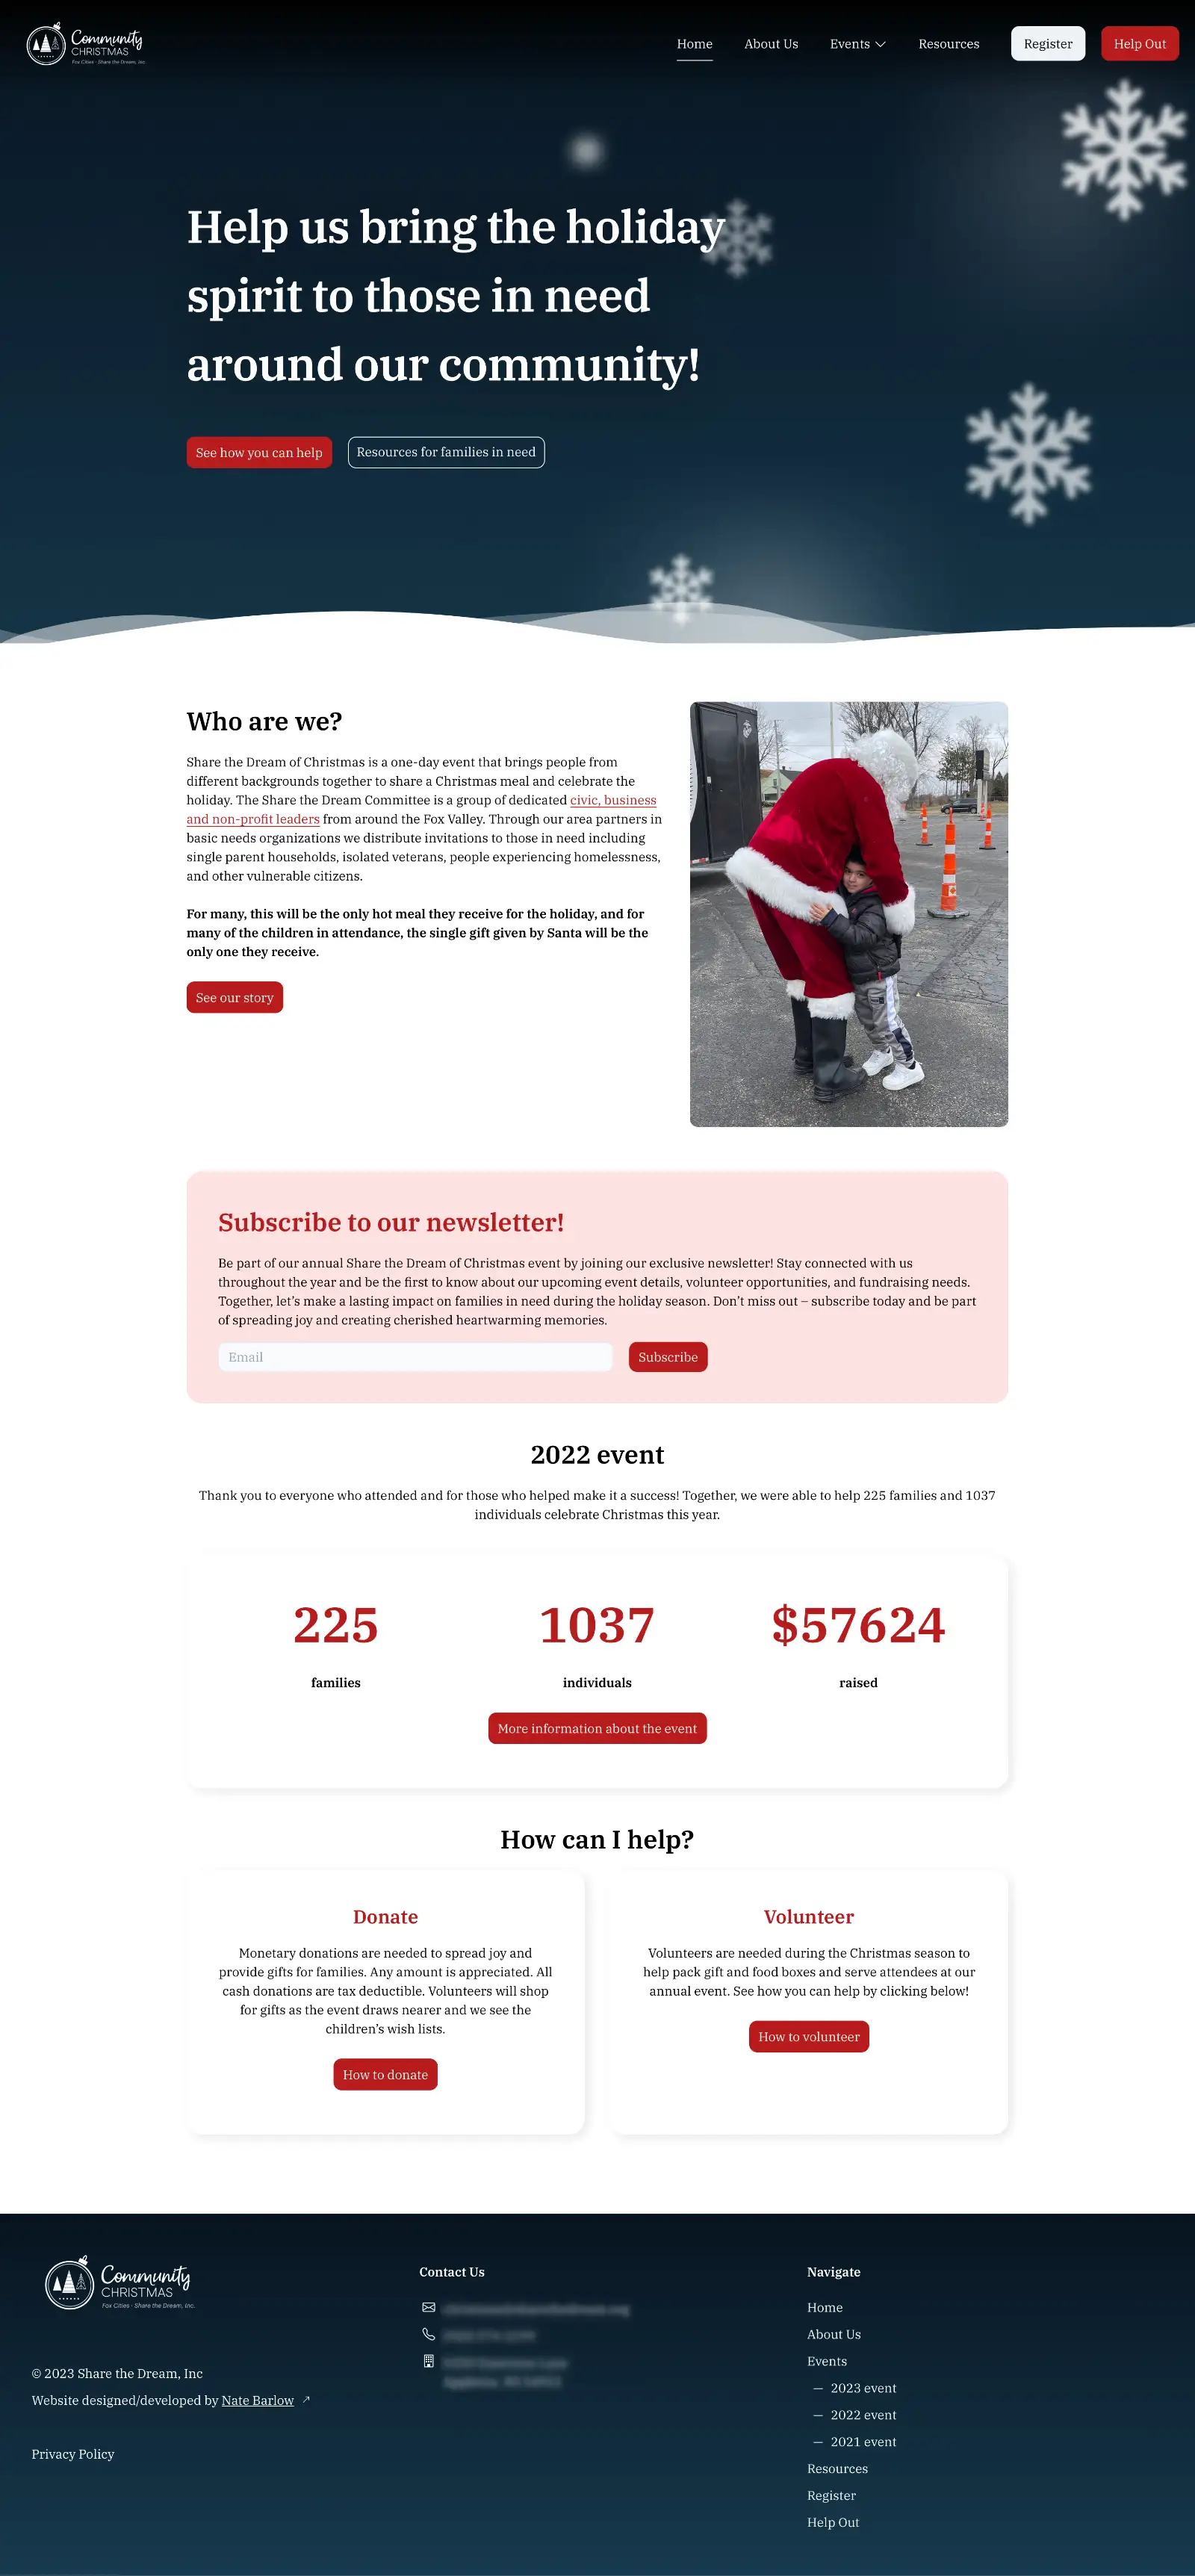 Community
CHRISTMAS
Fox Cities · Share the Dream, Inc.
Home
About Us
Events
Resources
Register
Help Out
Help us bring the holiday
spirit to those in need
around our community!
See how you can help
Resources for families in need
Who are we?
Share the Dream of Christmas is a one-day event that brings people from
different backgrounds together to share a Christmas meal and celebrate the
holiday. The Share the Dream Committee is a group of dedicated civic, business
and non-profit leaders from around the Fox Valley. Through our area partners in
basic needs organizations we distribute invitations to those in need including
single parent households, isolated veterans, people experiencing homelessness,
and other vulnerable citizens.
For many, this will be the only hot meal they receive for the holiday, and for
many of the children in attendance, the single gift given by Santa will be the
only one they receive.
See our story
Subscribe to our newsletter!
Be part of our annual Share the Dream of Christmas event by joining our exclusive newsletter! Stay connected with us
throughout the year and be the first to know about our upcoming event details, volunteer opportunities, and fundraising needs.
Together, let's make a lasting impact on families in need during the holiday season. Don't miss out – subscribe today and be part
of spreading joy and creating cherished heartwarming memories.
Email
Subscribe
2022 event
Thank you to everyone who attended and for those who helped make it a success! Together, we were able to help 225 families and 1037
individuals celebrate Christmas this year.
225
families
1037
individuals
$57624
raised
More information about the event
How can I help?
Donate
Monetary donations are needed to spread joy and
provide gifts for families. Any amount is appreciated. All
cash donations are tax deductible. Volunteers will shop
for gifts as the event draws nearer and we see the
children's wish lists.
How to donate
Volunteer
Volunteers are needed during the Christmas season to
help pack gift and food boxes and serve attendees at our
annual event. See how you can help by clicking below!
How to volunteer
Community
CHRISTMAS
Fox Cities · Share the Dream, Inc.
© 2023 Share the Dream, Inc
Website designed/developed by Nate Barlow ↗
Privacy Policy
Contact Us
Navigate
Home
About Us
Events
— 2023 event
— 2022 event
— 2021 event
Resources
Register
Help Out